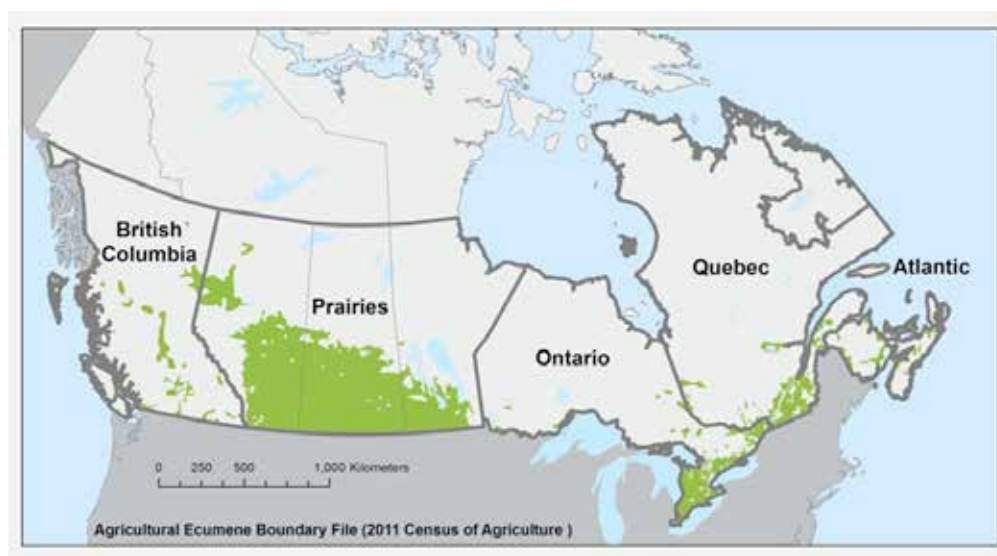 British
Columbia
Prairies
Ontario
Quebec
Atlantic
0 250 500 1,000 Kilometers
Agricultural Ecumene Boundary File (2011 Census of Agriculture )